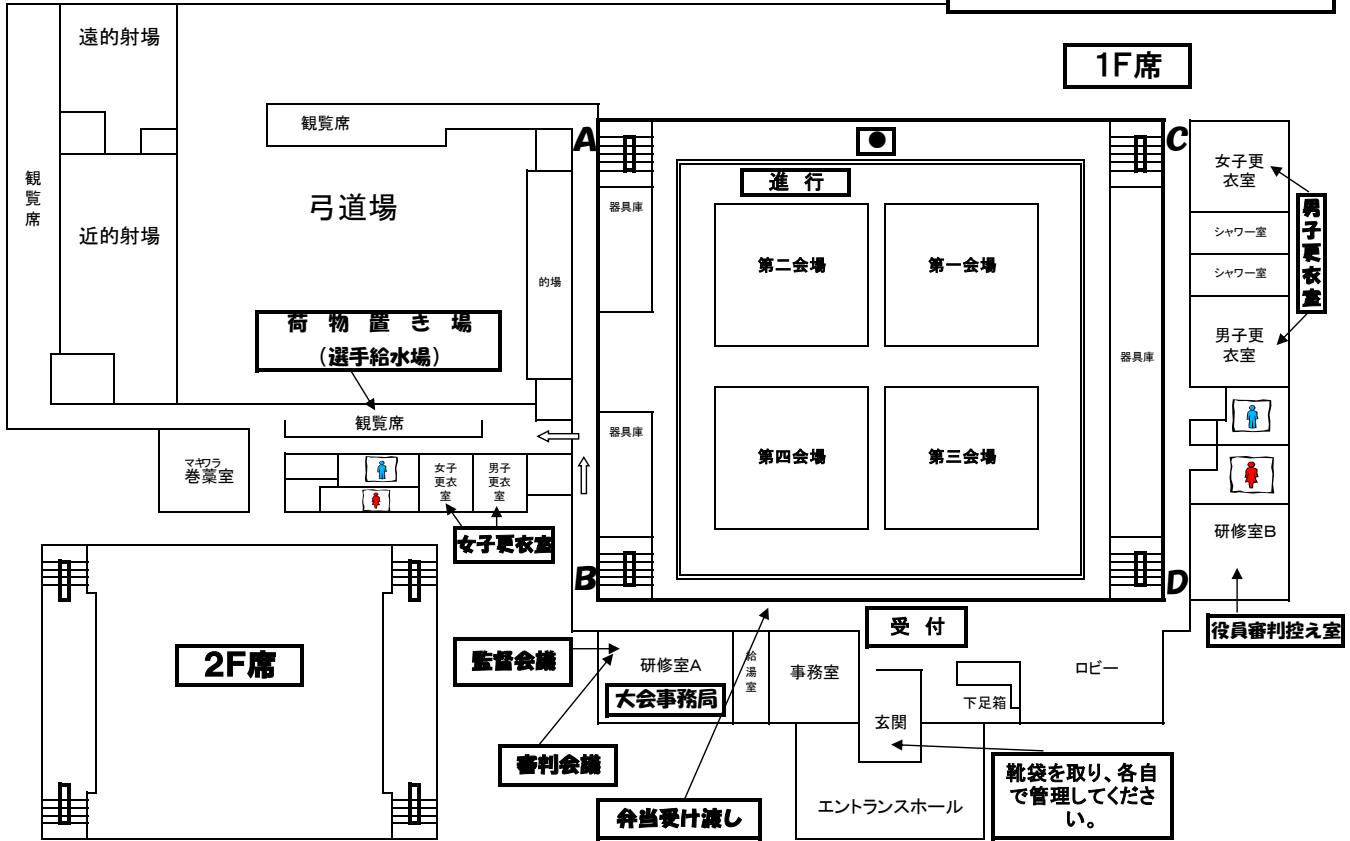 1F席
遠的射場
観覧席
近的射場
観覧席
弓道場
的場
荷物置き場
（選手給水場）
観覧席
マキワラ
巻藁室
女子
更衣
室
男子
更衣
室
女子更衣室
A
B
C
D
進行
器具庫
器具庫
器具庫
第二会場
第一会場
第四会場
第三会場
女子更
衣室
シャワー室
シャワー室
男子更
衣室
男子更衣室
研修室B
役員審判控え室
2F席
監督会議
研修室A
大会事務局
給湯室
事務室
受付
玄関
下足箱
ロビー
審判会議
弁当受け渡し
エントランスホール
靴袋を取り、各自
で管理してくださ
い。